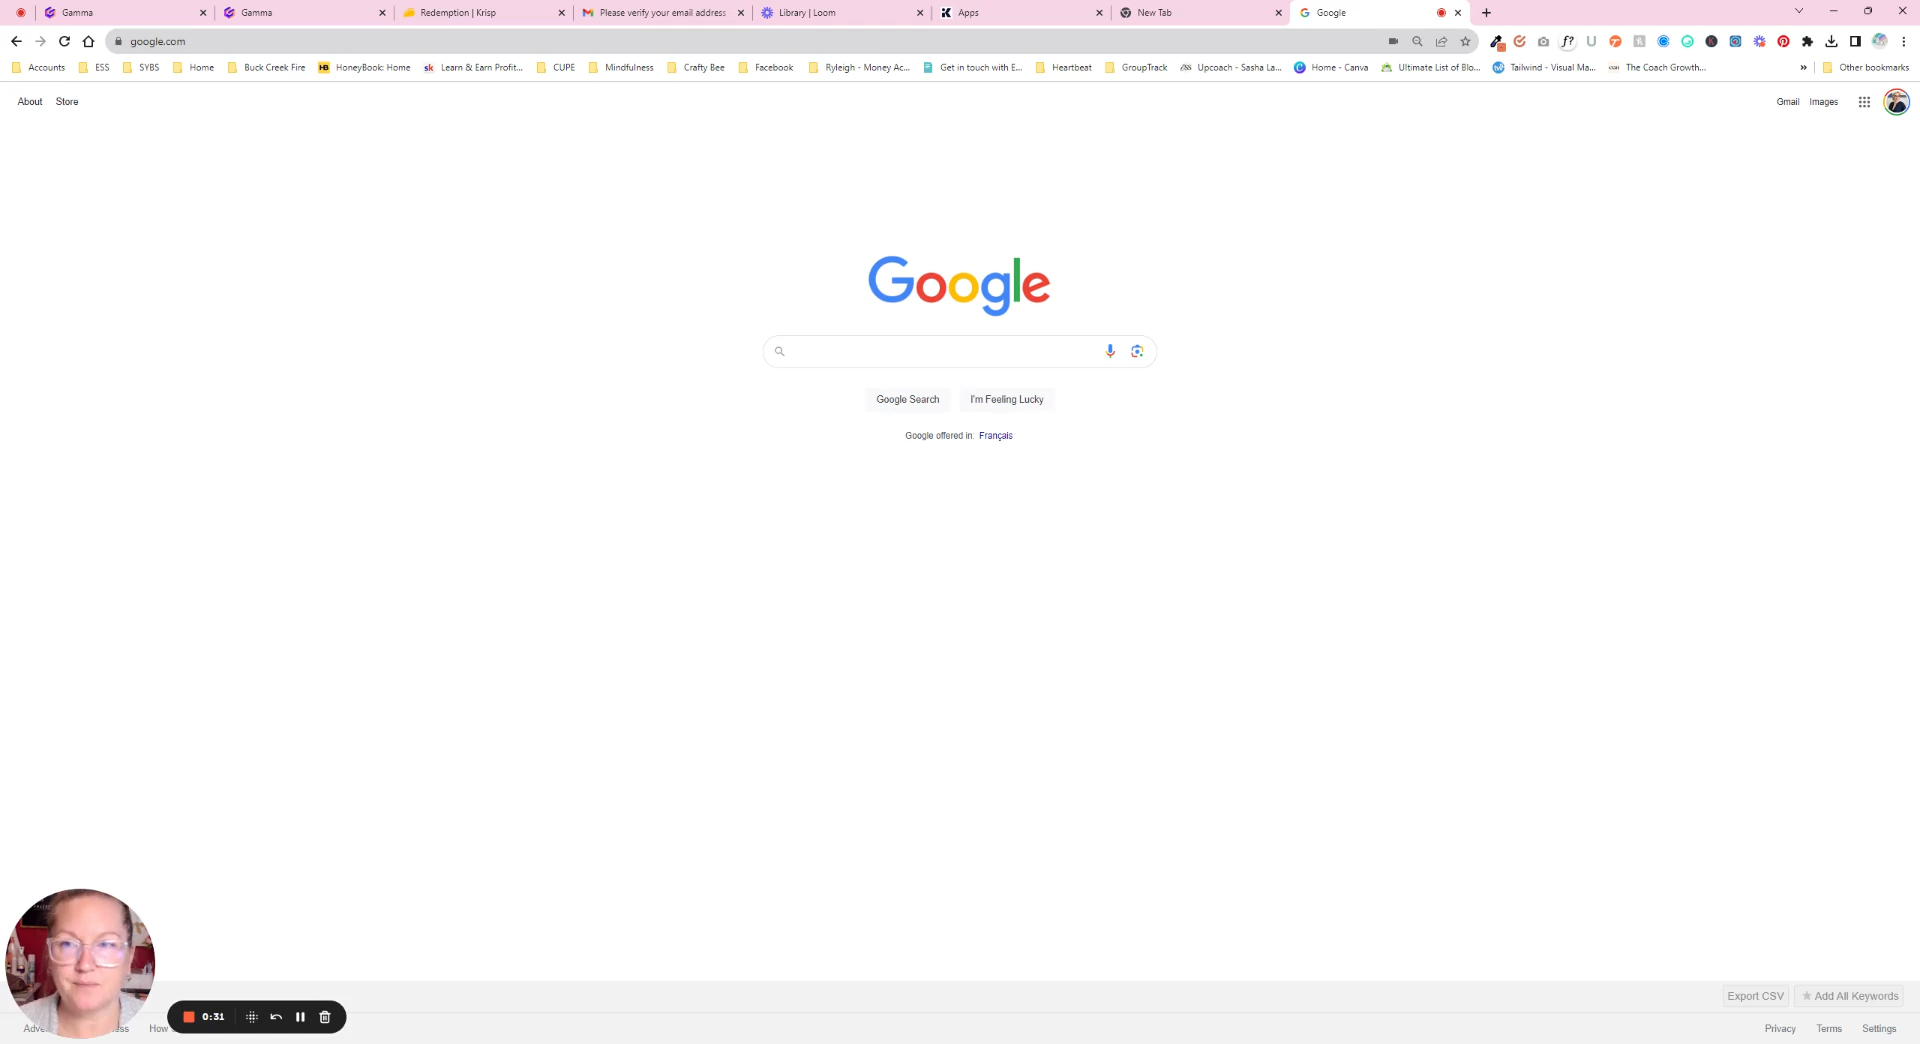 Gamma Gamma Redemption | Krisp Please verify your email address Library | Loom Apps New Tab Google
google.com
Accounts ESS SYBS Home Buck Creek Fire HoneyBook: Home Learn & Earn Profit... CUPE Mindfulness Crafty Bee Facebook Ryleigh - Money Ac... Get in touch with E... Heartbeat GroupTrack Upcoach - Sasha La... Home - Canva Ultimate List of Blo... Tailwind - Visual Ma... The Coach Growth... » Other bookmarks
About Store Gmail Images
Google
Google Search I'm Feeling Lucky
Google offered in: Français
Export CSV Add All Keywords
0:31
How
Privacy Terms Settings